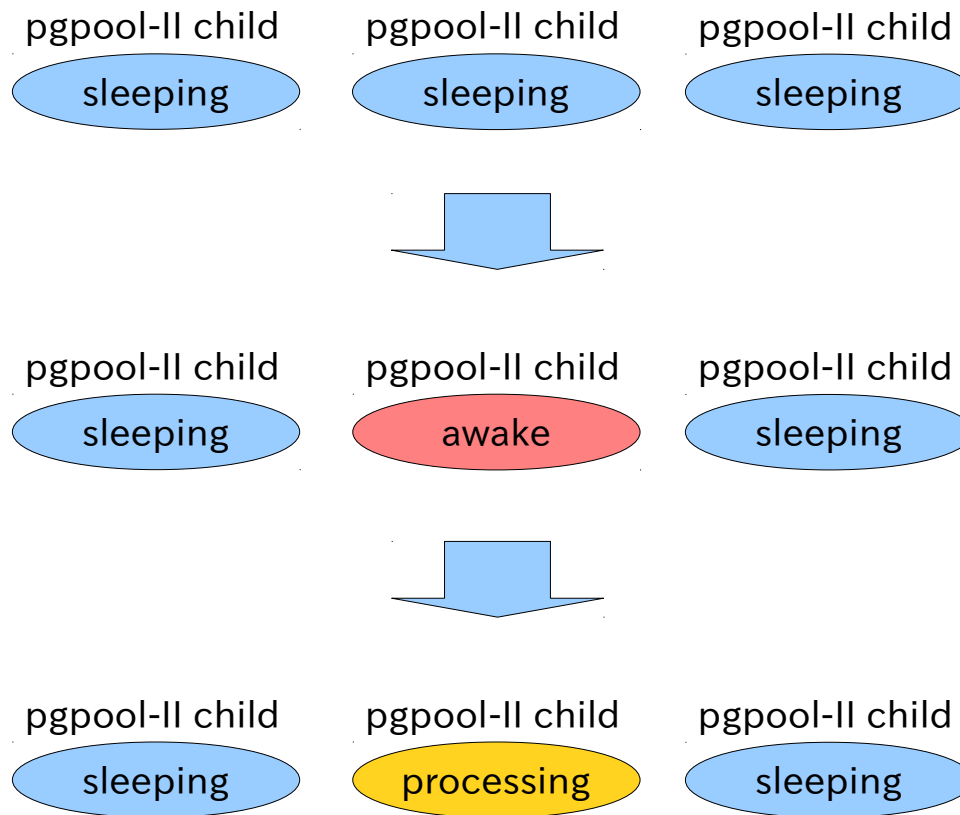 pgpool-II child pgpool-II child pgpool-II child
sleeping sleeping sleeping
pgpool-II child pgpool-II child pgpool-II child
sleeping awake sleeping
pgpool-II child pgpool-II child pgpool-II child
sleeping processing sleeping